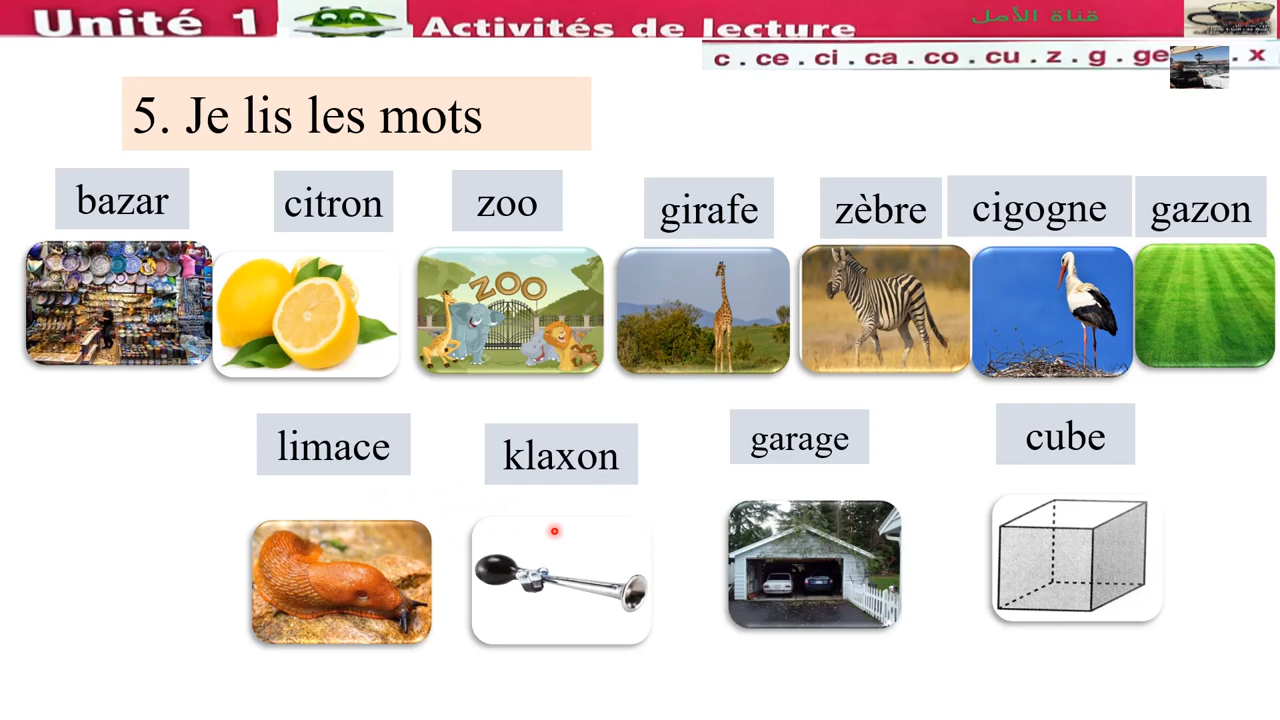 Unité 1
Activités de lecture
قناة الأصل
c . ce . ci . ca . co . cu . z . g . ge . x
5. Je lis les mots
bazar
citron
zoo
girafe
zèbre
cigogne
gazon
ZOO
limace
klaxon
garage
cube